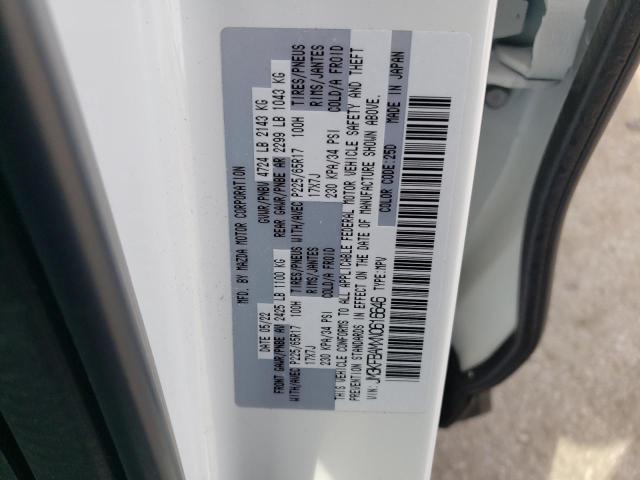 MFD. BY MAZDA MOTOR CORPORATION
DATE 05/22 GVWR/PNBV 4724 LB 2143 KG
FRONT GAWR/PNBE AV 2425 LB 1100 KG REAR GAWR/PNBE AR 2299 LB 1043 KG
WITH/AVEC P225/65R17 100H TIRES/PNEUS WITH/AVEC P225/65R17 100H TIRES/PNEUS
17X7J RIMS/JANTES 17X7J RIMS/JANTES
230 KPA/34 PSI COLD/A FROID 230 KPA/34 PSI COLD/A FROID
THIS VEHICLE CONFORMS TO ALL APPLICABLE FEDERAL MOTOR VEHICLE SAFETY AND THEFT
PREVENTION STANDARDS IN EFFECT ON THE DATE OF MANUFACTURE SHOWN ABOVE.
VIN: TYPE:MPV COLOR CODE:25D MADE IN JAPAN